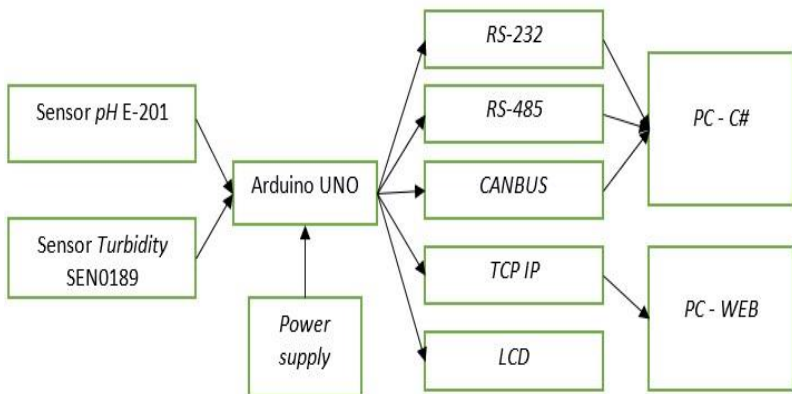 Sensor pH E-201
Sensor Turbidity
SEN0189
Arduino UNO
Power
supply
RS-232
RS-485
CANBUS
TCP IP
LCD
PC - C#
PC - WEB